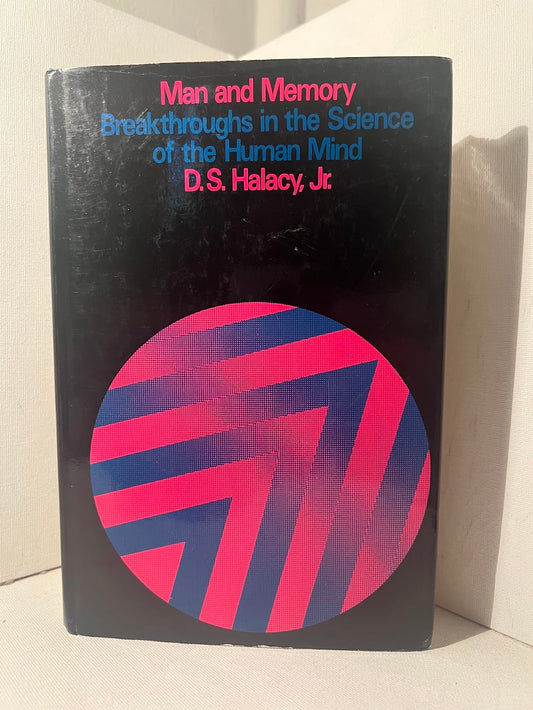 Man and Memory
Breakthroughs in the Science
of the Human Mind
D.S. Halacy, Jr.